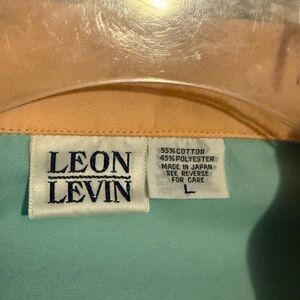 LEON
LEVIN
55% COTTON
45% POLYESTER
MADE IN JAPAN
SEE REVERSE
FOR CARE
L